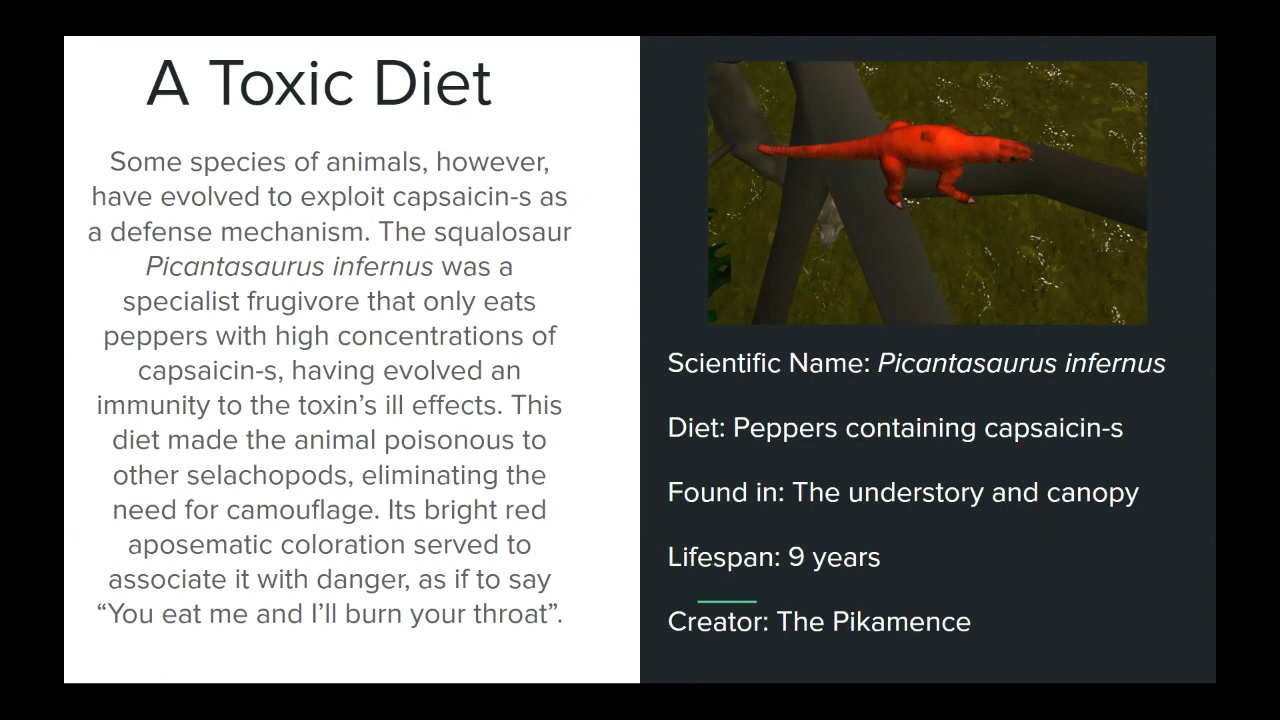 A Toxic Diet
Some species of animals, however,
have evolved to exploit capsaicin-s as
a defense mechanism. The squalosaur
Picantasaurus infernus was a
specialist frugivore that only eats
peppers with high concentrations of
capsaicin-s, having evolved an
immunity to the toxin’s ill effects. This
diet made the animal poisonous to
other selachopods, eliminating the
need for camouflage. Its bright red
aposematic coloration served to
associate it with danger, as if to say
“You eat me and I’ll burn your throat”.
Scientific Name: Picantasaurus infernus
Diet: Peppers containing capsaicin-s
Found in: The understory and canopy
Lifespan: 9 years
Creator: The Pikamence